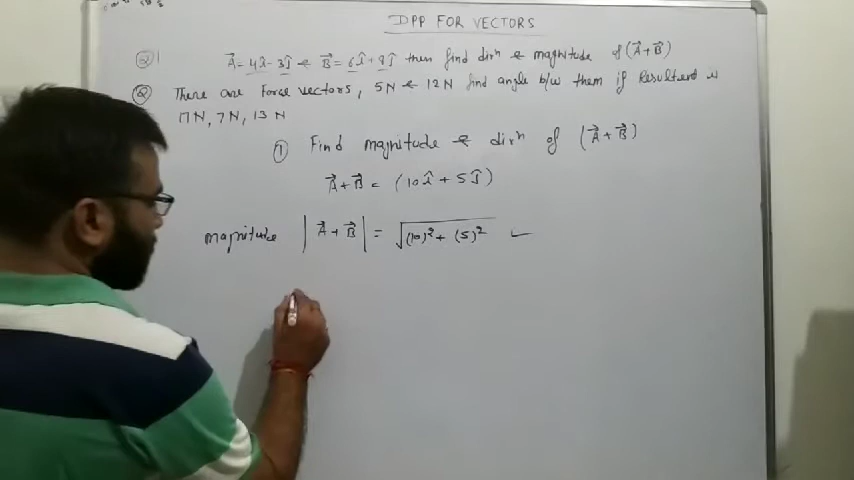 DPP FOR VECTORS
Q1 A⃗ = 4î - 3ĵ & B⃗ = 6î + 8ĵ then find dirⁿ & magnitude of (A⃗+B⃗)
Q There are Force vectors, 5N & 12N find angle b/w them if Resultend is
17N, 7N, 13N
① Find magnitude & dirⁿ of (A⃗+B⃗)
A⃗+B⃗ = (10î + 5ĵ)
magnitude |A⃗+B⃗| = √(10)² + (5)² ✓